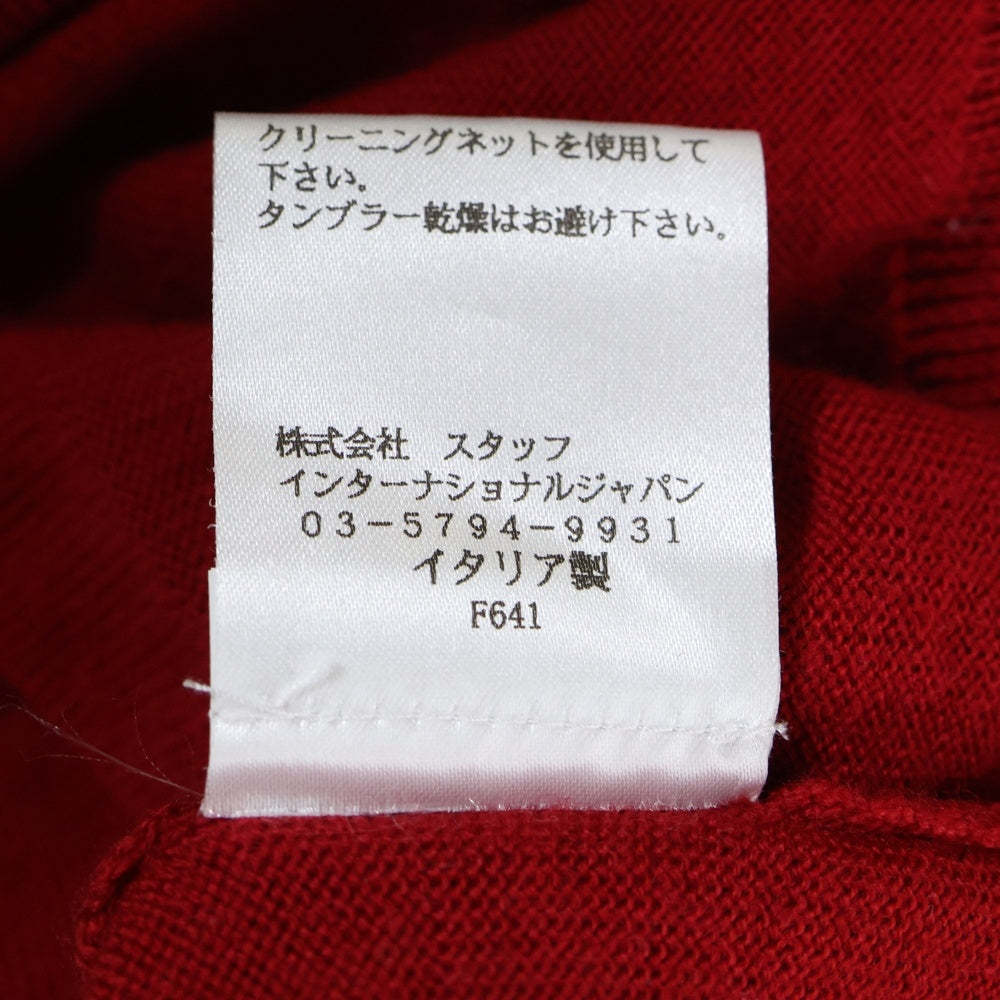 クリーニングネットを使用して
下さい。
タンブラー乾燥はお避け下さい。
株式会社　スタッフ
インターナショナルジャパン
０３－５７９４－９９３１
イタリア製
F641